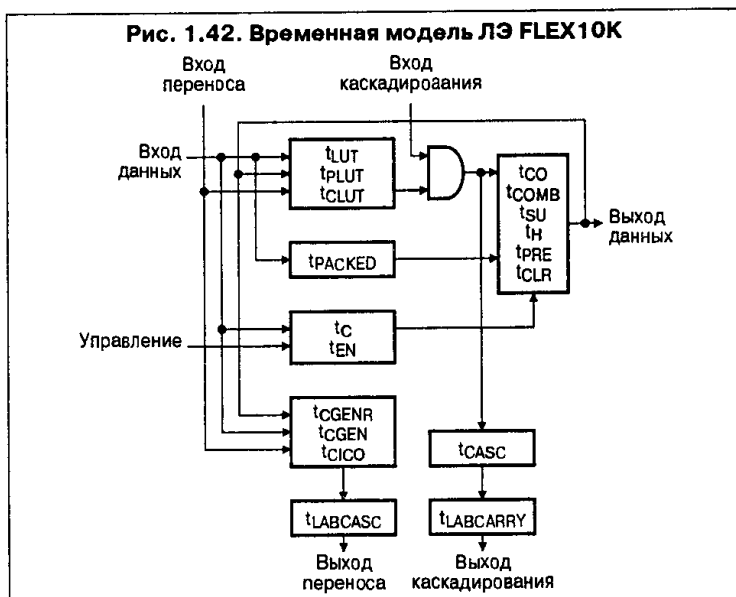 Рис. 1.42. Временная модель ЛЭ FLEX10K
Вход
переноса
Вход
каскадироаания
Вход
данных
tLUT
tPLUT
tCLUT
tCO
tCOMB
tSU
tH
tPRE
tCLR
Выход
данных
tPACKED
Управление
tC
tEN
tCGENR
tCGEN
tCICO
tCASC
tLABCASC
tLABCARRY
Выход
переноса
Выход
каскадирования